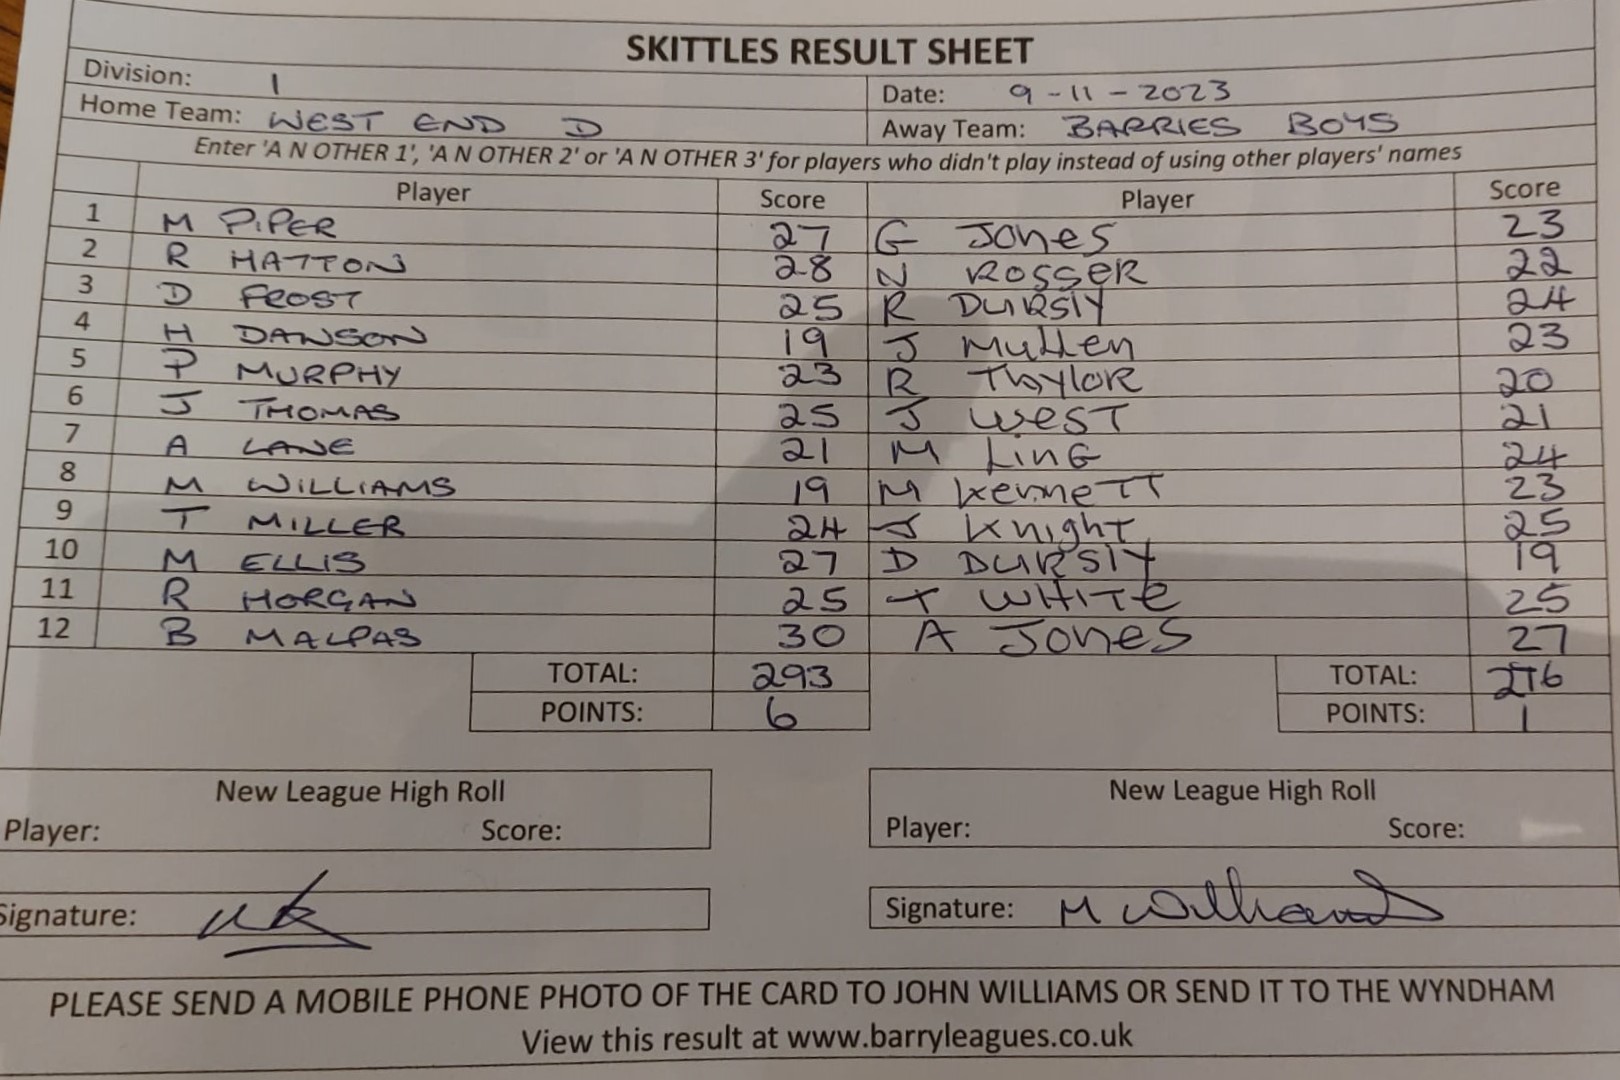 SKITTLES RESULT SHEET
Division: 1 Date: 9-11-2023
Home Team: WEST END D Away Team: BARRIES BOYS
Enter 'A N OTHER 1', 'A N OTHER 2' or 'A N OTHER 3' for players who didn't play instead of using other players' names
Player Score Player Score
1 M PIPER 27 G Jones 23
2 R HATTON 28 N ROSSER 22
3 D FROST 25 R DURSLY 24
4 H DAWSON 19 J Mullen 23
5 P MURPHY 23 R TaylOR 20
6 J THOMAS 25 J WEST 21
7 A LANE 21 M LinG 24
8 M WILLIAMS 19 M KenneTT 23
9 T MILLER 24 J Knight 25
10 M ELLIS 27 D DURSLY 19
11 R HORGAN 25 T WHITE 25
12 B MALPAS 30 A JONES 27
TOTAL: 293 TOTAL: 276
POINTS: 6 POINTS: 1
New League High Roll New League High Roll
Player: Score: Player: Score:
Signature: Signature: M Williams
PLEASE SEND A MOBILE PHONE PHOTO OF THE CARD TO JOHN WILLIAMS OR SEND IT TO THE WYNDHAM
View this result at www.barryleagues.co.uk